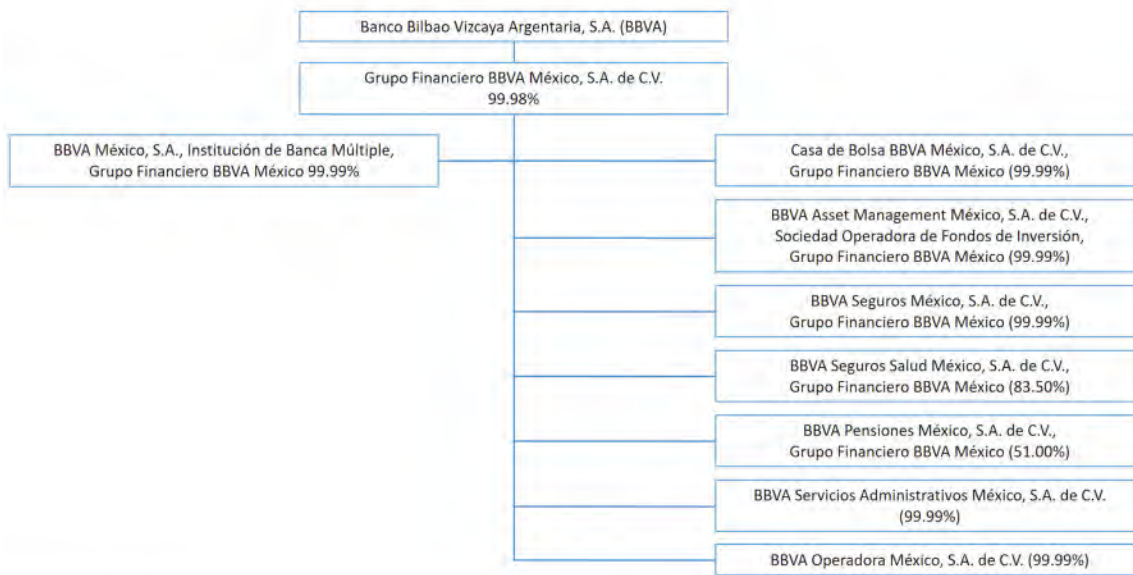 Banco Bilbao Vizcaya Argentaria, S.A. (BBVA)
Grupo Financiero BBVA México, S.A. de C.V.
99.98%
BBVA México, S.A., Institución de Banca Múltiple,
Grupo Financiero BBVA México 99.99%
Casa de Bolsa BBVA México, S.A. de C.V.,
Grupo Financiero BBVA México (99.99%)
BBVA Asset Management México, S.A. de C.V.,
Sociedad Operadora de Fondos de Inversión,
Grupo Financiero BBVA México (99.99%)
BBVA Seguros México, S.A. de C.V.,
Grupo Financiero BBVA México (99.99%)
BBVA Seguros Salud México, S.A. de C.V.,
Grupo Financiero BBVA México (83.50%)
BBVA Pensiones México, S.A. de C.V.,
Grupo Financiero BBVA México (51.00%)
BBVA Servicios Administrativos México, S.A. de C.V.
(99.99%)
BBVA Operadora México, S.A. de C.V. (99.99%)